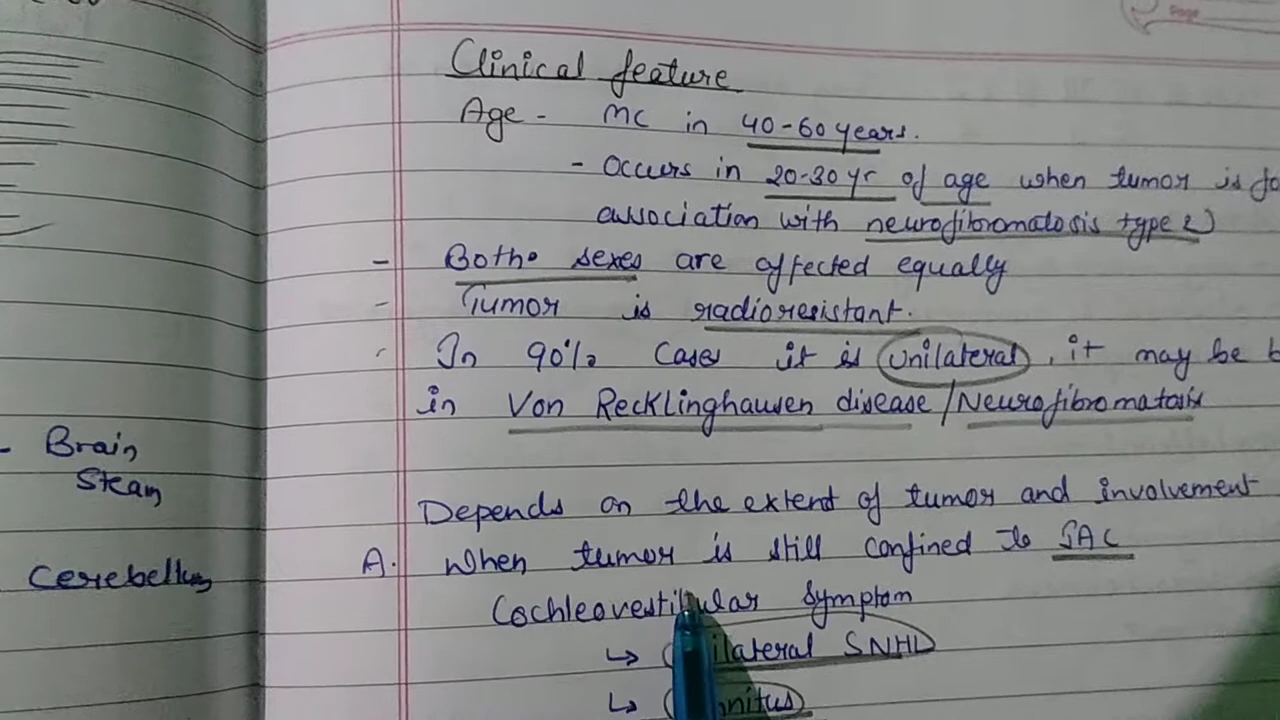 Page
Clinical feature
Age - MC in 40-60 years.
- Occurs in 20-30 yr of age when tumor is
association with neurofibromatosis type 2
- Both sexes are affected equally
- Tumor is radioresistant.
- In 90% Cases it is Unilateral, it may be
in Von Recklinghausen disease / Neurofibromatosis
- Brain
Stem
Depends on the extent of tumor and involvement
A. When tumor is still confined to
Cerebellum
Cochleovestibular symptom
↳ SNHL
↳